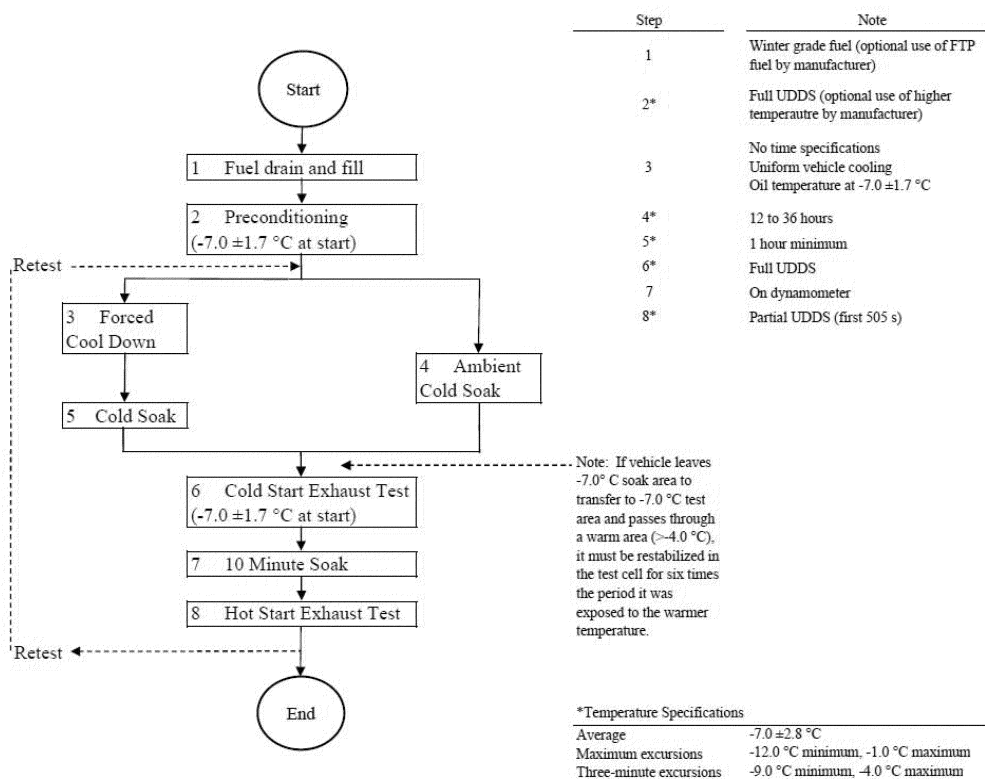 Start
1 Fuel drain and fill
2 Preconditioning
(-7.0 ±1.7 °C at start)
Retest
3 Forced
Cool Down
4 Ambient
Cold Soak
5 Cold Soak
6 Cold Start Exhaust Test
(-7.0 ±1.7 °C at start)
7 10 Minute Soak
8 Hot Start Exhaust Test
Retest
End
Step Note
1 Winter grade fuel (optional use of FTP
fuel by manufacturer)
2* Full UDDS (optional use of higher
temperautre by manufacturer)
No time specifications
3 Uniform vehicle cooling
Oil temperature at -7.0 ±1.7 °C
4* 12 to 36 hours
5* 1 hour minimum
6* Full UDDS
7 On dynamometer
8* Partial UDDS (first 505 s)
Note: If vehicle leaves
-7.0° C soak area to
transfer to -7.0 °C test
area and passes through
a warm area (>-4.0 °C),
it must be restabilized in
the test cell for six times
the period it was
exposed to the warmer
temperature.
*Temperature Specifications
Average -7.0 ±2.8 °C
Maximum excursions -12.0 °C minimum, -1.0 °C maximum
Three-minute excursions -9.0 °C minimum, -4.0 °C maximum